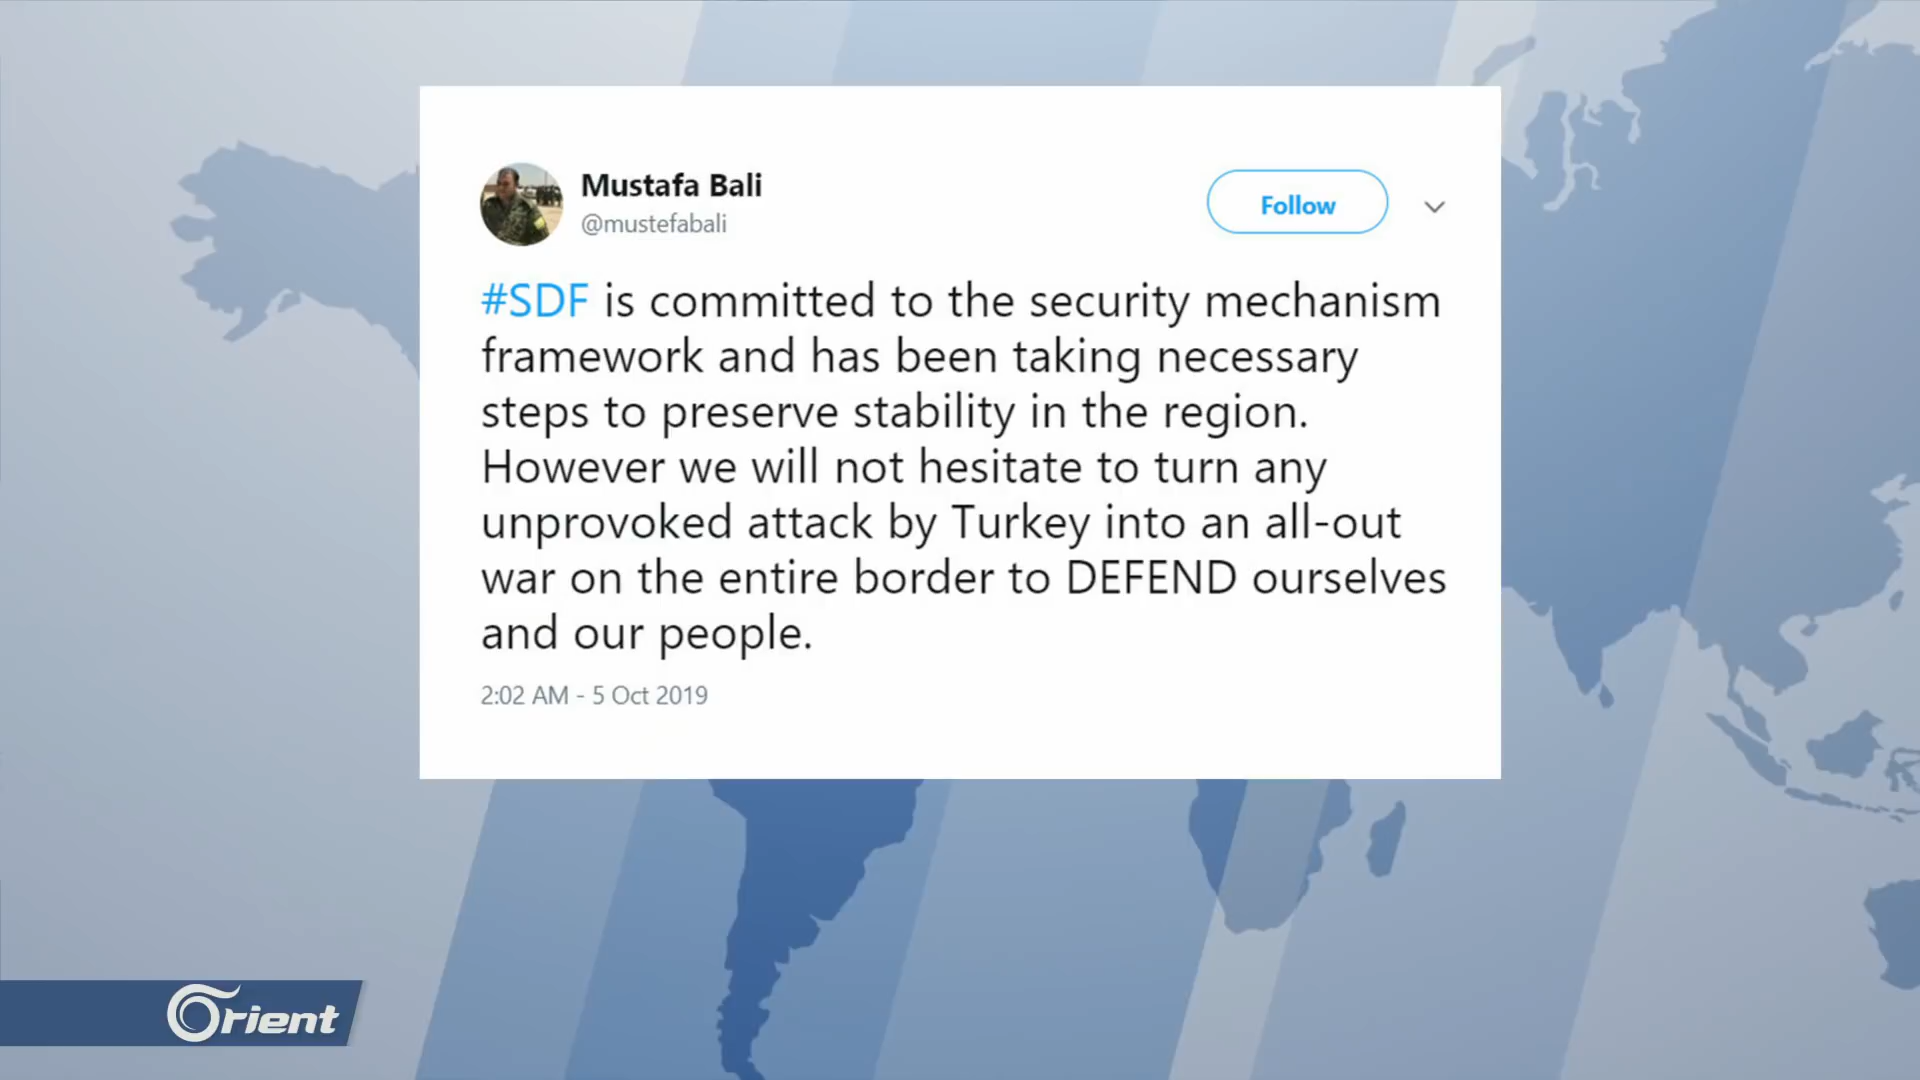 Mustafa Bali
@mustefabali
Follow
#SDF is committed to the security mechanism
framework and has been taking necessary
steps to preserve stability in the region.
However we will not hesitate to turn any
unprovoked attack by Turkey into an all-out
war on the entire border to DEFEND ourselves
and our people.
2:02 AM - 5 Oct 2019
Orient